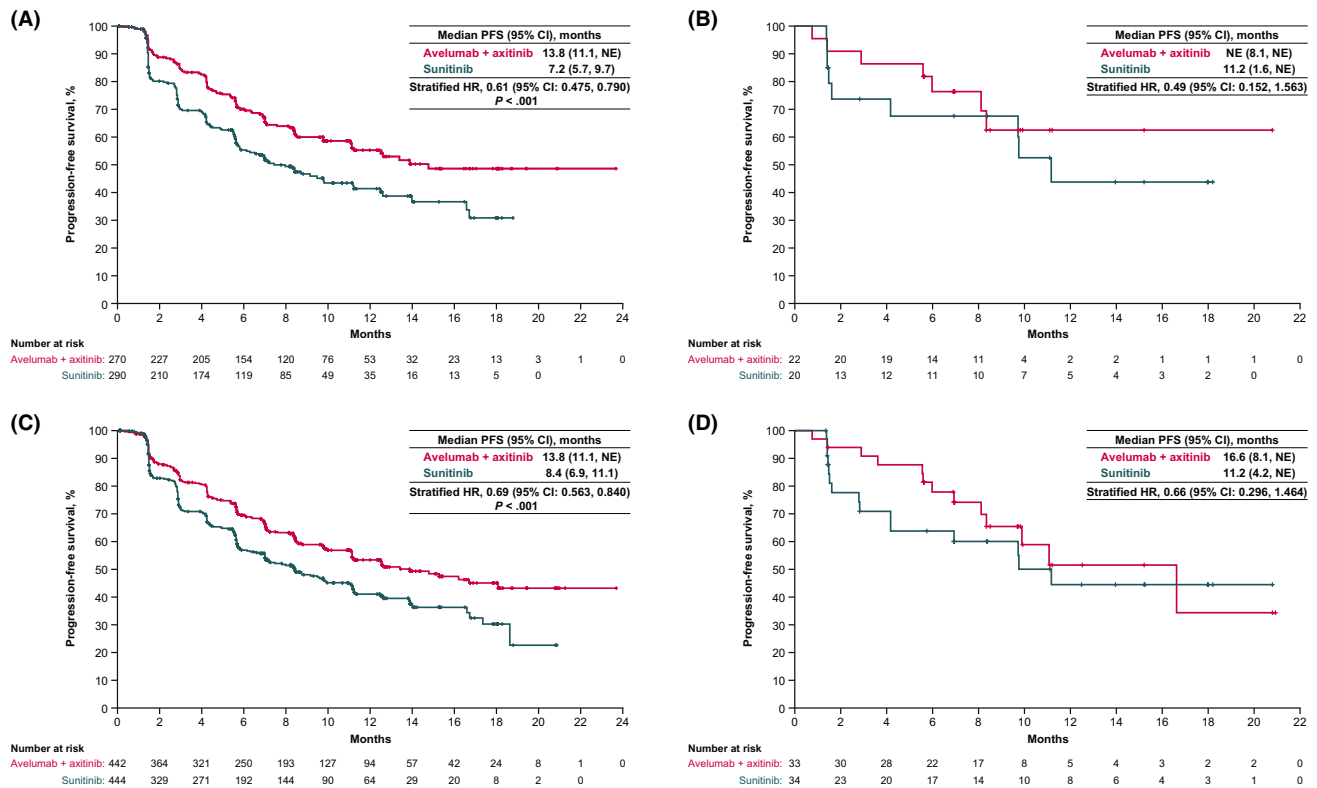 (A)
Progression-free survival, %
100
90
80
70
60
50
40
30
20
10
0
Median PFS (95% CI), months
Avelumab + axitinib 13.8 (11.1, NE)
Sunitinib 7.2 (5.7, 9.7)
Stratified HR, 0.61 (95% CI: 0.475, 0.790)
P < .001
0 2 4 6 8 10 12 14 16 18 20 22 24
Months
Number at risk
Avelumab + axitinib: 270 227 205 154 120 76 53 32 23 13 3 1 0
Sunitinib: 290 210 174 119 85 49 35 16 13 5 0
(B)
Progression-free survival, %
100
90
80
70
60
50
40
30
20
10
0
Median PFS (95% CI), months
Avelumab + axitinib NE (8.1, NE)
Sunitinib 11.2 (1.6, NE)
Stratified HR, 0.49 (95% CI: 0.152, 1.563)
0 2 4 6 8 10 12 14 16 18 20 22
Months
Number at risk
Avelumab + axitinib: 22 20 19 14 11 4 2 2 1 1 1 0
Sunitinib: 20 13 12 11 10 7 5 4 3 2 0
(C)
Progression-free survival, %
100
90
80
70
60
50
40
30
20
10
0
Median PFS (95% CI), months
Avelumab + axitinib 13.8 (11.1, NE)
Sunitinib 8.4 (6.9, 11.1)
Stratified HR, 0.69 (95% CI: 0.563, 0.840)
P < .001
0 2 4 6 8 10 12 14 16 18 20 22 24
Months
Number at risk
Avelumab + axitinib: 442 364 321 250 193 127 94 57 42 24 8 1 0
Sunitinib: 444 329 271 192 144 90 64 29 20 8 2 0
(D)
Progression-free survival, %
100
90
80
70
60
50
40
30
20
10
0
Median PFS (95% CI), months
Avelumab + axitinib 16.6 (8.1, NE)
Sunitinib 11.2 (4.2, NE)
Stratified HR, 0.66 (95% CI: 0.296, 1.464)
0 2 4 6 8 10 12 14 16 18 20 22
Months
Number at risk
Avelumab + axitinib: 33 30 28 22 17 8 5 4 3 2 2 0
Sunitinib: 34 23 20 17 14 10 8 6 4 3 1 0